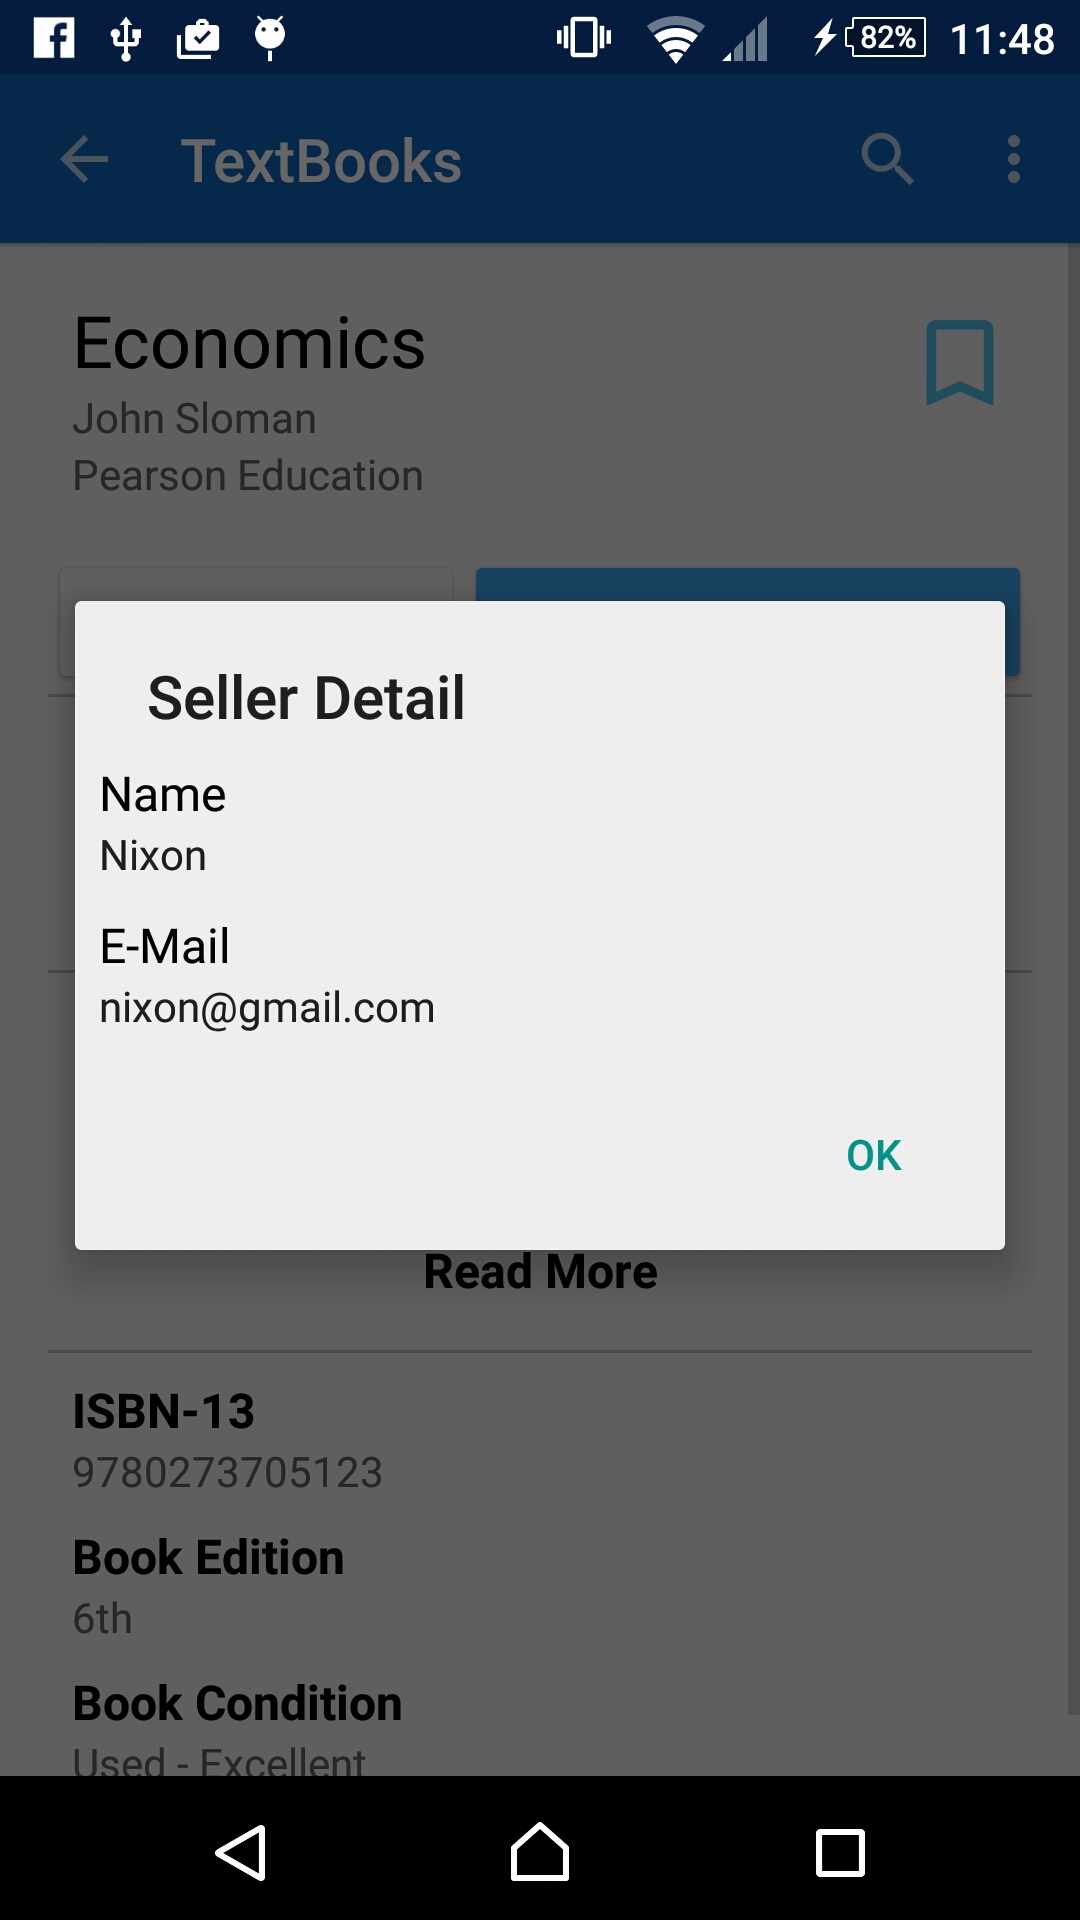 82% 11:48
TextBooks
Economics
John Sloman
Pearson Education
Seller Detail
Name
Nixon
E-Mail
nixon@gmail.com
OK
Read More
ISBN-13
9780273705123
Book Edition
6th
Book Condition
Used - Excellent